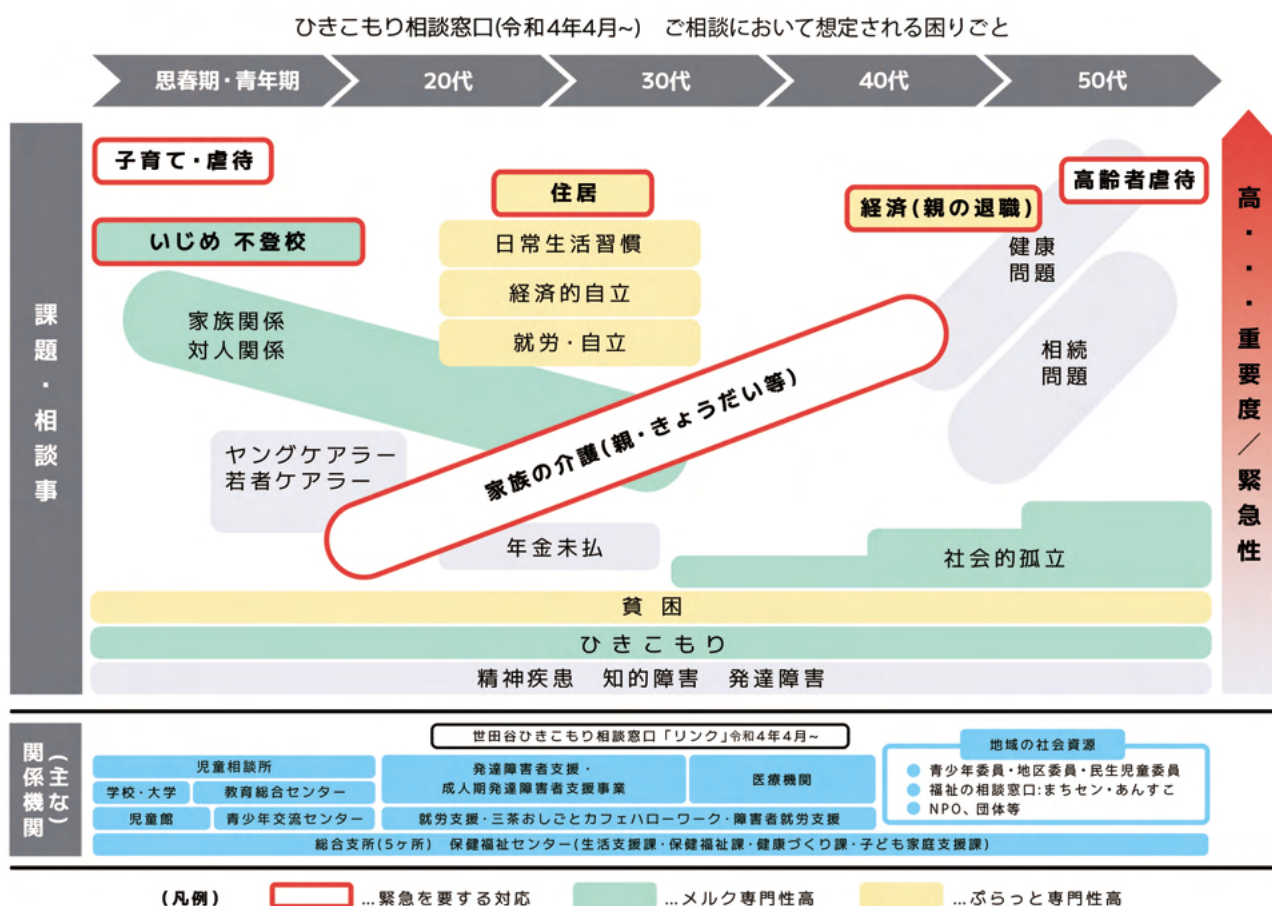 ひきこもり相談窓口(令和4年4月~) ご相談において想定される困りごと
思春期・青年期
20代
30代
40代
50代
課題・相談事
子育て・虐待
いじめ 不登校
家族関係
対人関係
ヤングケアラー
若者ケアラー
住居
日常生活習慣
経済的自立
就労・自立
家族の介護(親・きょうだい等)
年金未払
経済(親の退職)
高齢者虐待
健康
問題
相続
問題
社会的孤立
貧困
ひきこもり
精神疾患 知的障害 発達障害
高・・・重要度/緊急性
関係機関
(主な)
世田谷ひきこもり相談窓口「リンク」令和4年4月~
児童相談所
学校・大学
教育総合センター
児童館
青少年交流センター
発達障害者支援・
成人期発達障害者支援事業
医療機関
就労支援・三茶おしごとカフェハローワーク・障害者就労支援
総合支所(5ヶ所) 保健福祉センター(生活支援課・保健福祉課・健康づくり課・子ども家庭支援課)
地域の社会資源
● 青少年委員・地区委員・民生児童委員
● 福祉の相談窓口:まちセン・あんすこ
● NPO、団体等
(凡例)
…緊急を要する対応
…メルク専門性高
…ぷらっと専門性高